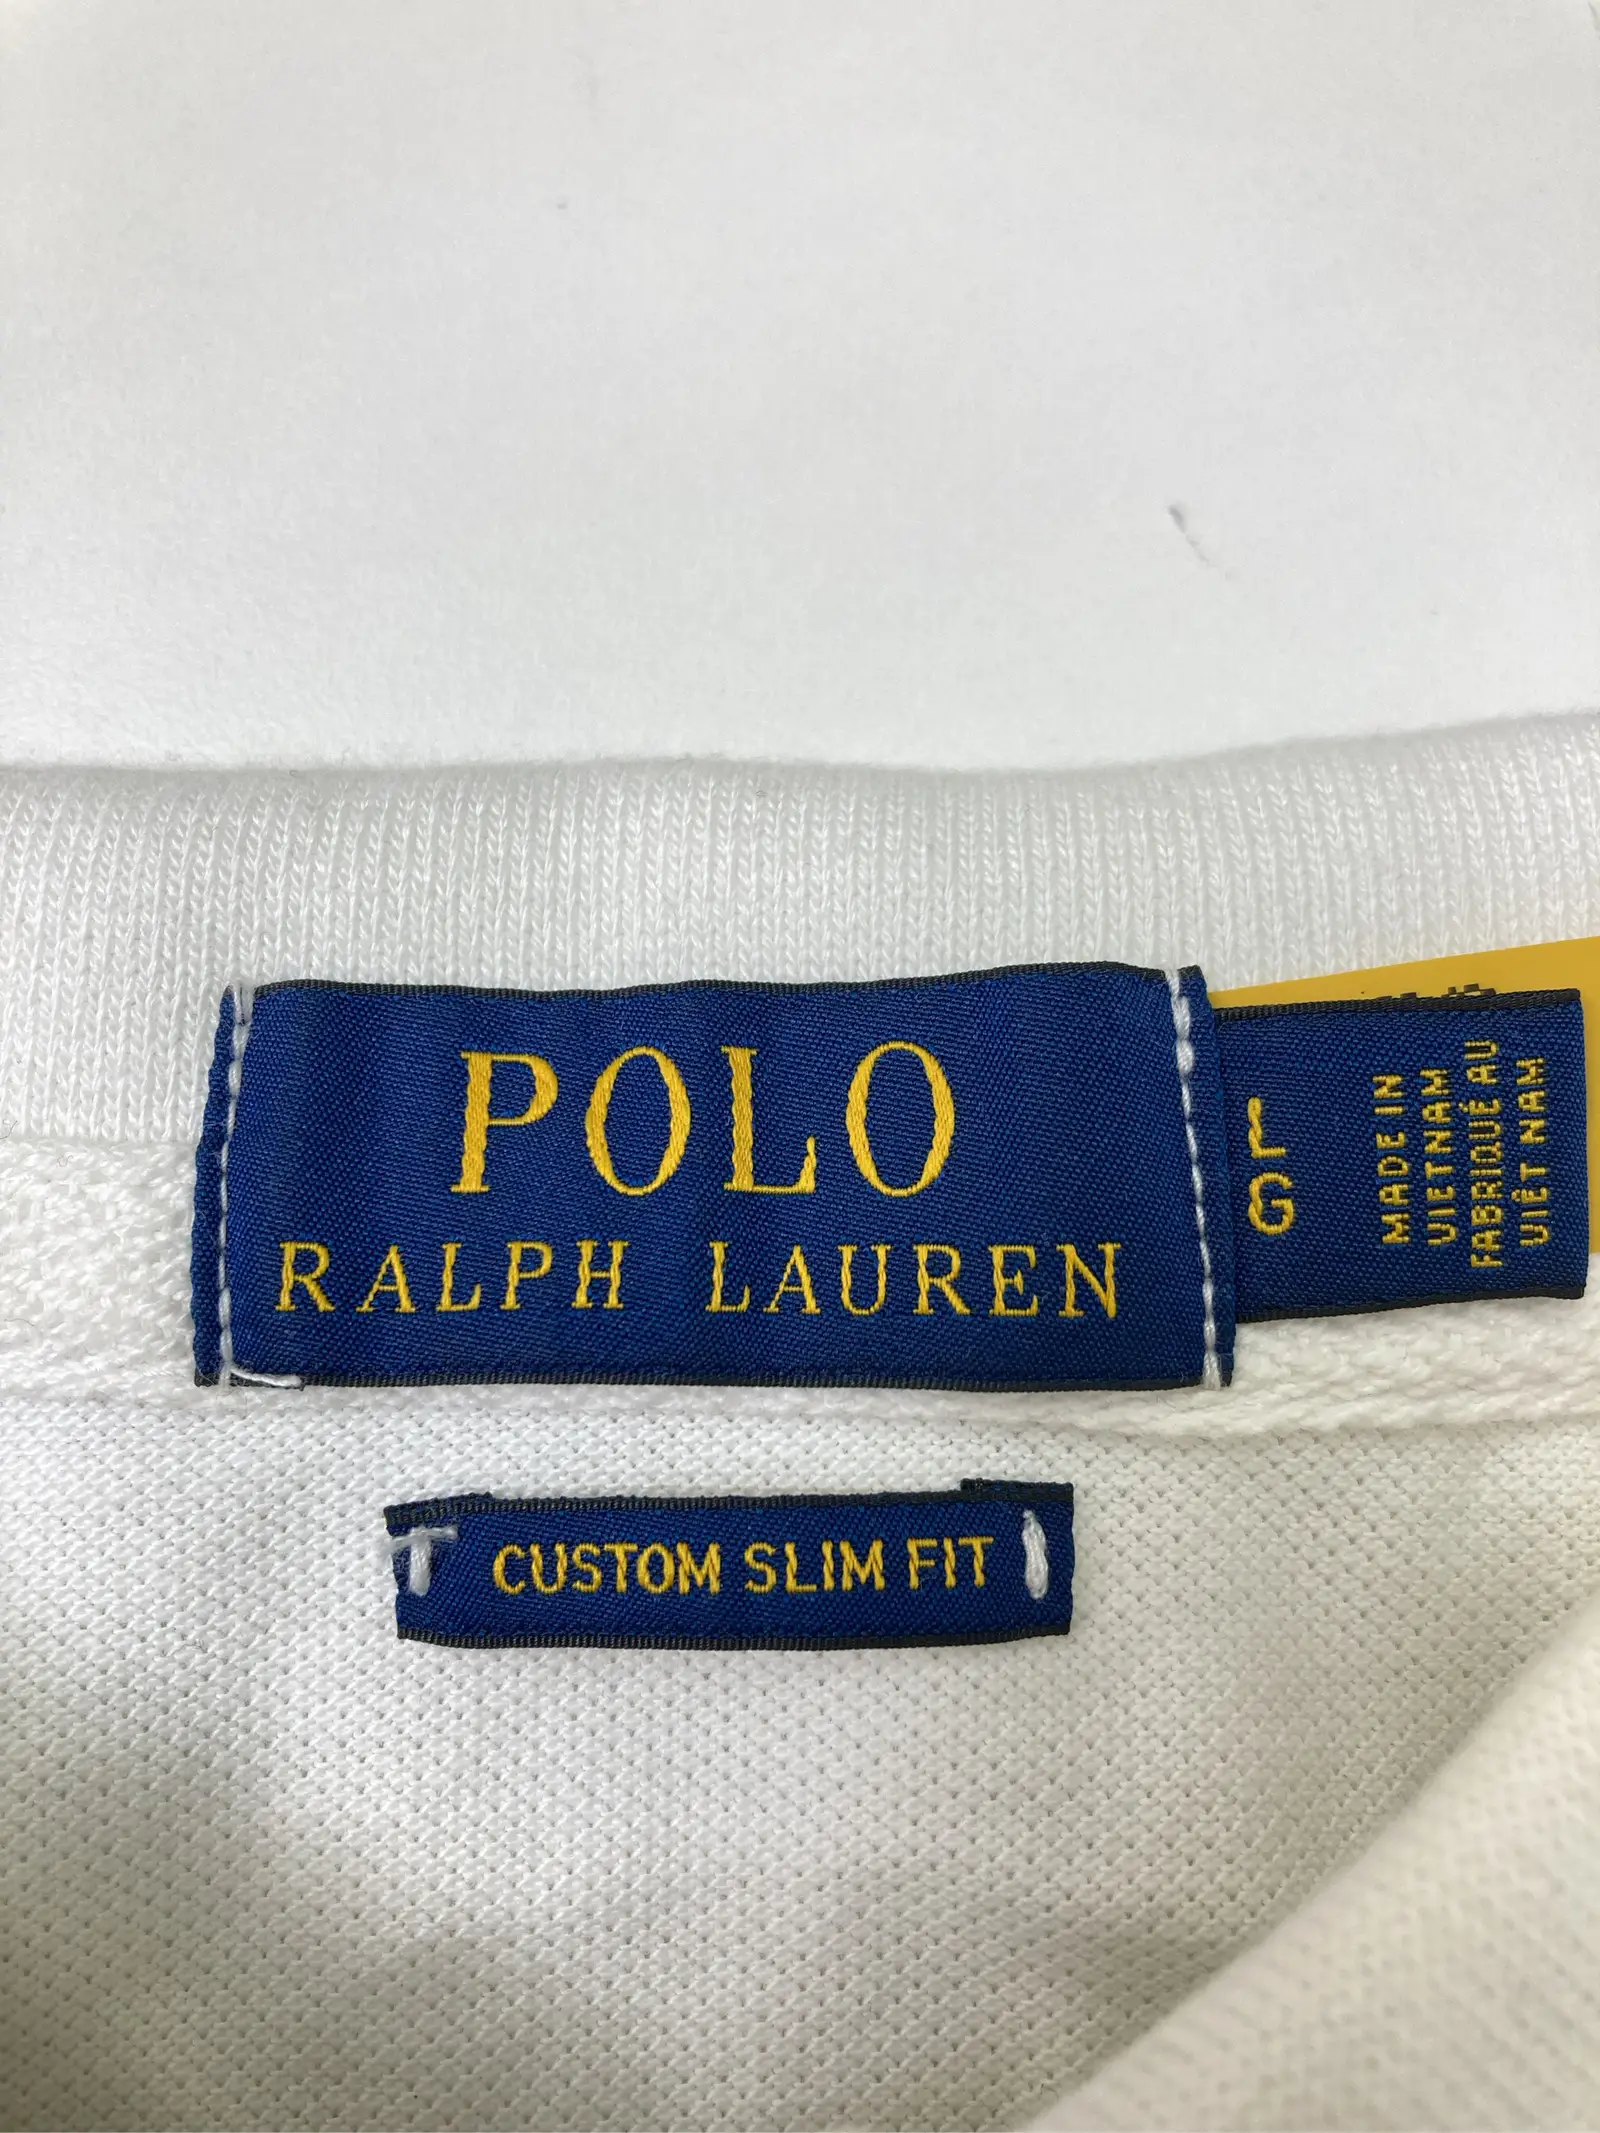 POLO
RALPH LAUREN
L
G
MADE IN
VIETNAM
FABRIQUÉ AU
VIÊT NAM
CUSTOM SLIM FIT